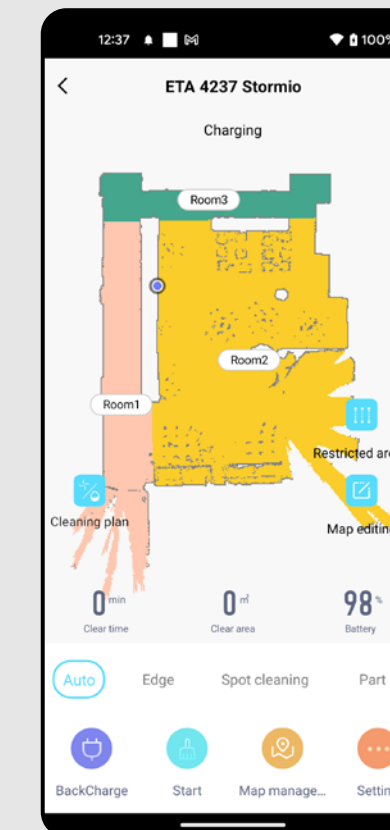 12:37 100%
ETA 4237 Stormio
Charging
Room3
Room2
Room1
Restricted are
Cleaning plan
Map editin
0 min 0 ㎡ 98 %
Clear time Clear area Battery
Auto Edge Spot cleaning Part
BackCharge Start Map manage... Settin